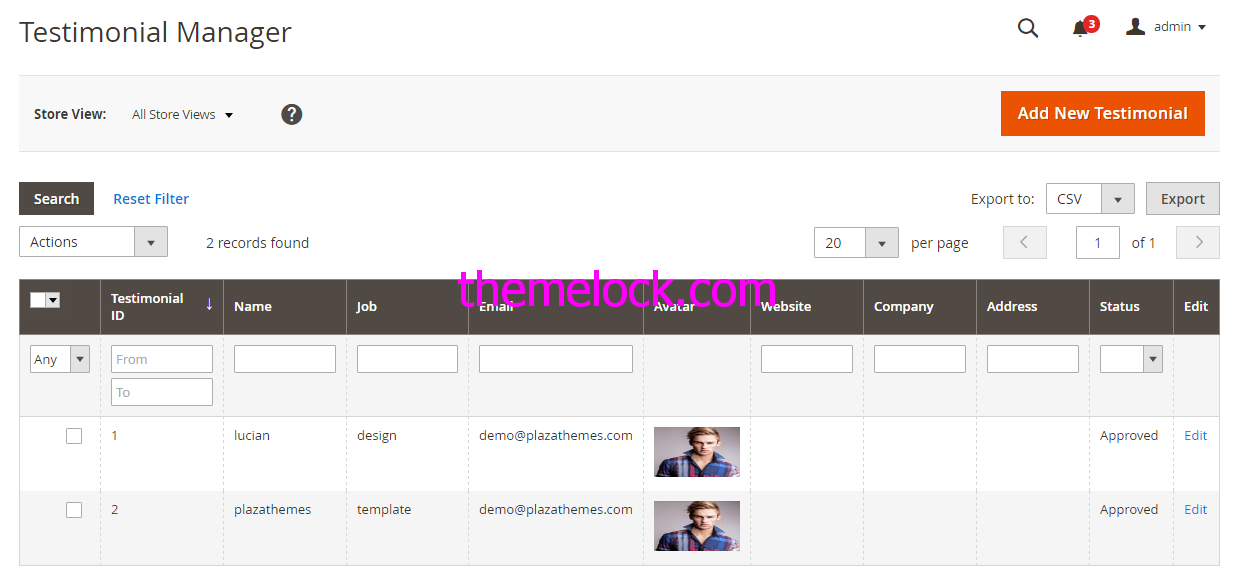 Testimonial Manager
3
admin
Store View: All Store Views ?
Add New Testimonial
Search Reset Filter
Export to: CSV Export
Actions 2 records found
20 per page 1 of 1
themelock.com
Testimonial ID Name Job Email Avatar Website Company Address Status Edit
Any From
To
1 lucian design demo@plazathemes.com Approved Edit
2 plazathemes template demo@plazathemes.com Approved Edit